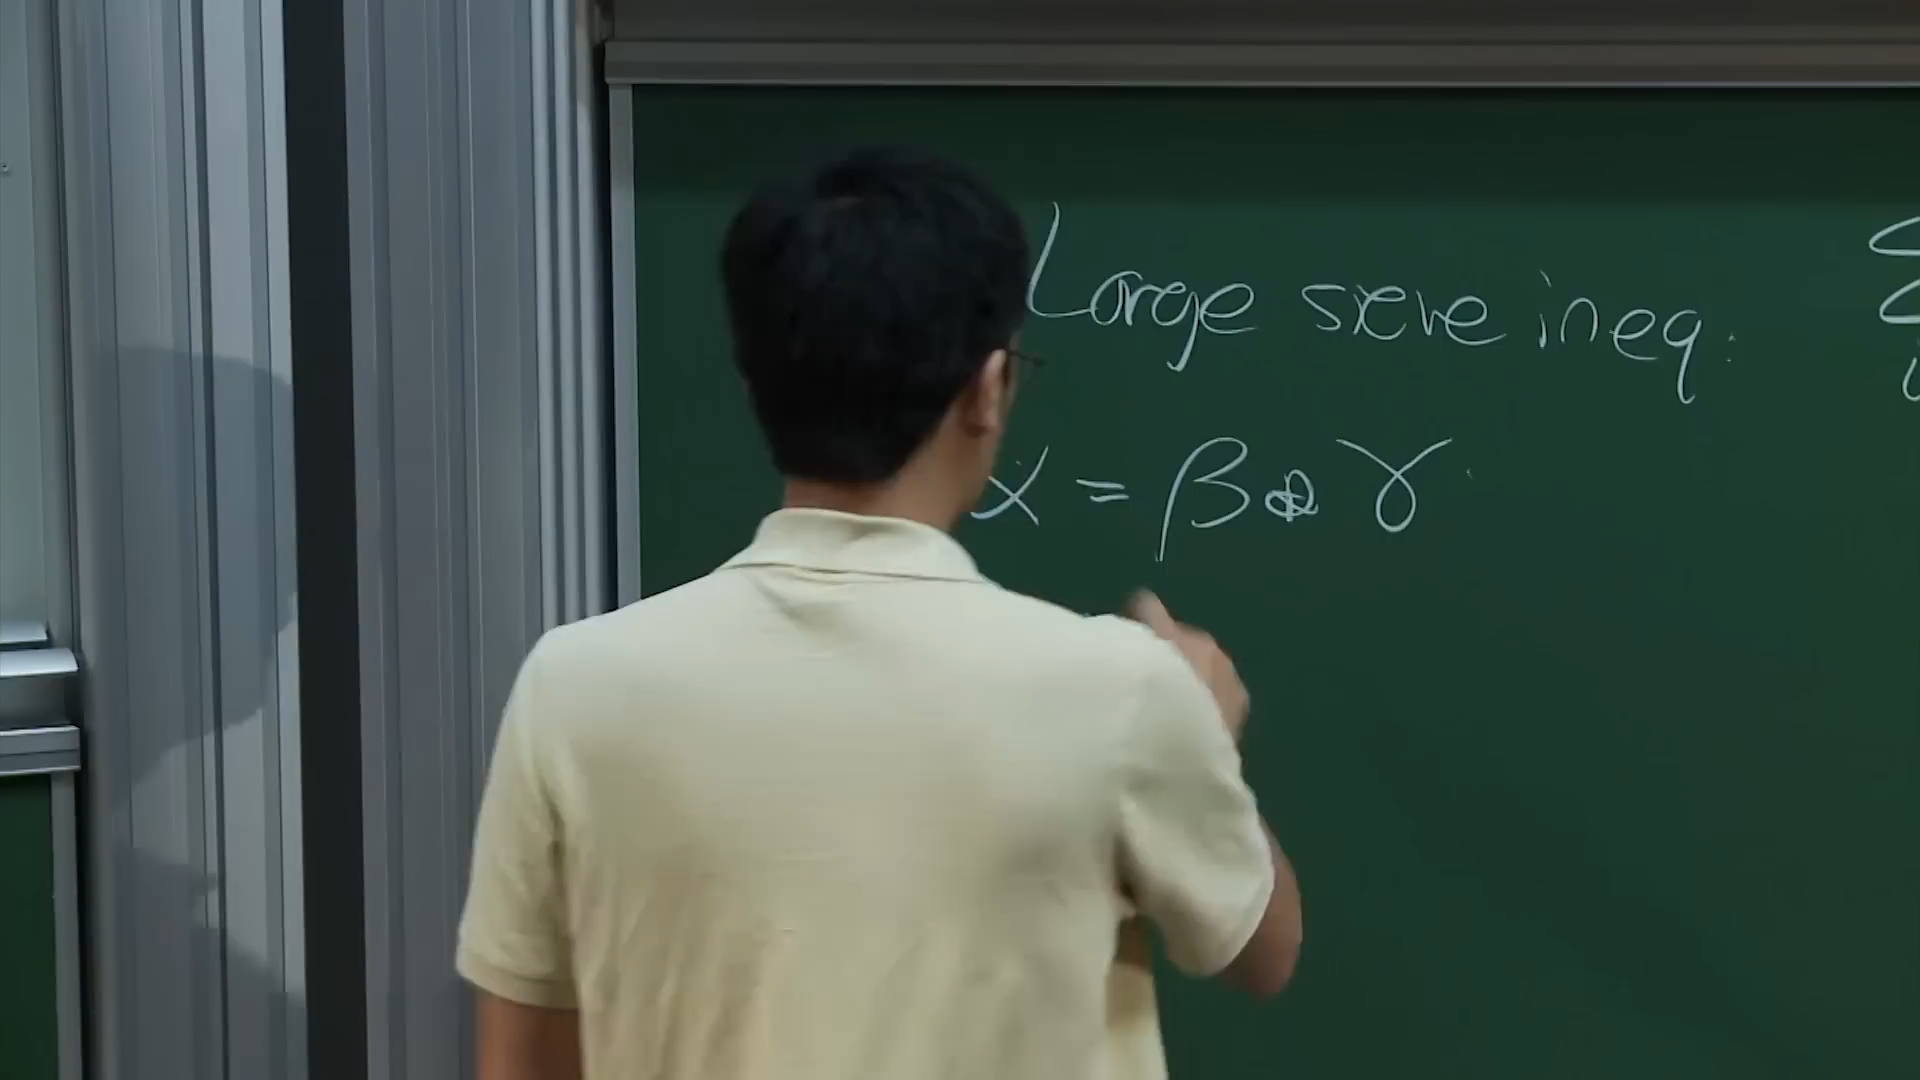 Large sieve ineq.
α = β ⊛ γ